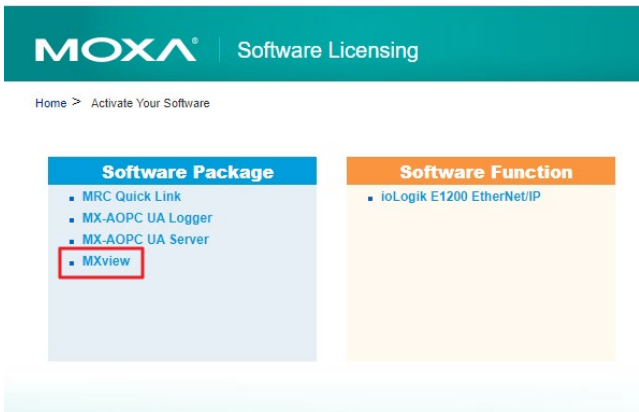 MOXA® Software Licensing
Home > Activate Your Software
Software Package
MRC Quick Link
MX-AOPC UA Logger
MX-AOPC UA Server
MXview
Software Function
ioLogik E1200 EtherNet/IP